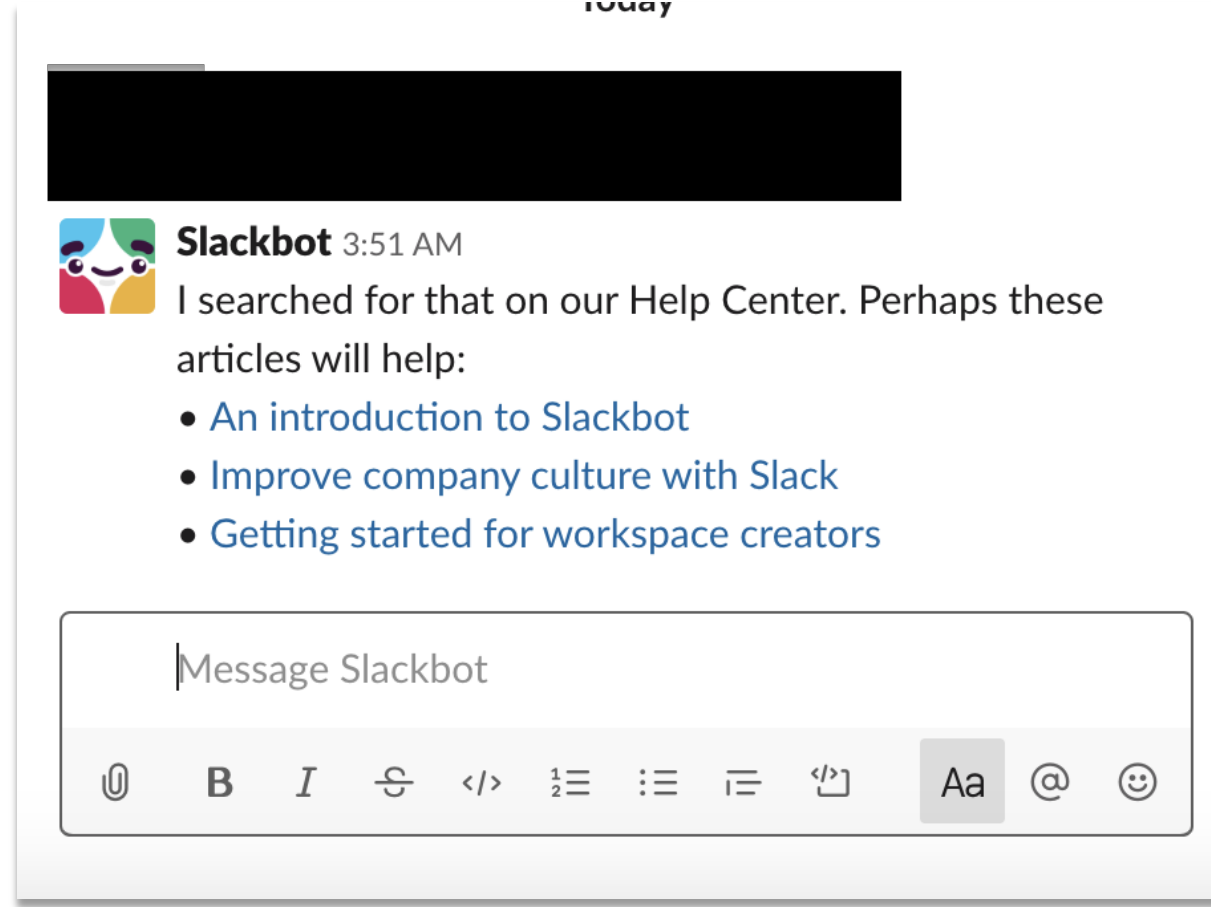 Today
Slackbot 3:51 AM
I searched for that on our Help Center. Perhaps these
articles will help:
• An introduction to Slackbot
• Improve company culture with Slack
• Getting started for workspace creators
Message Slackbot
B I S </> Aa @